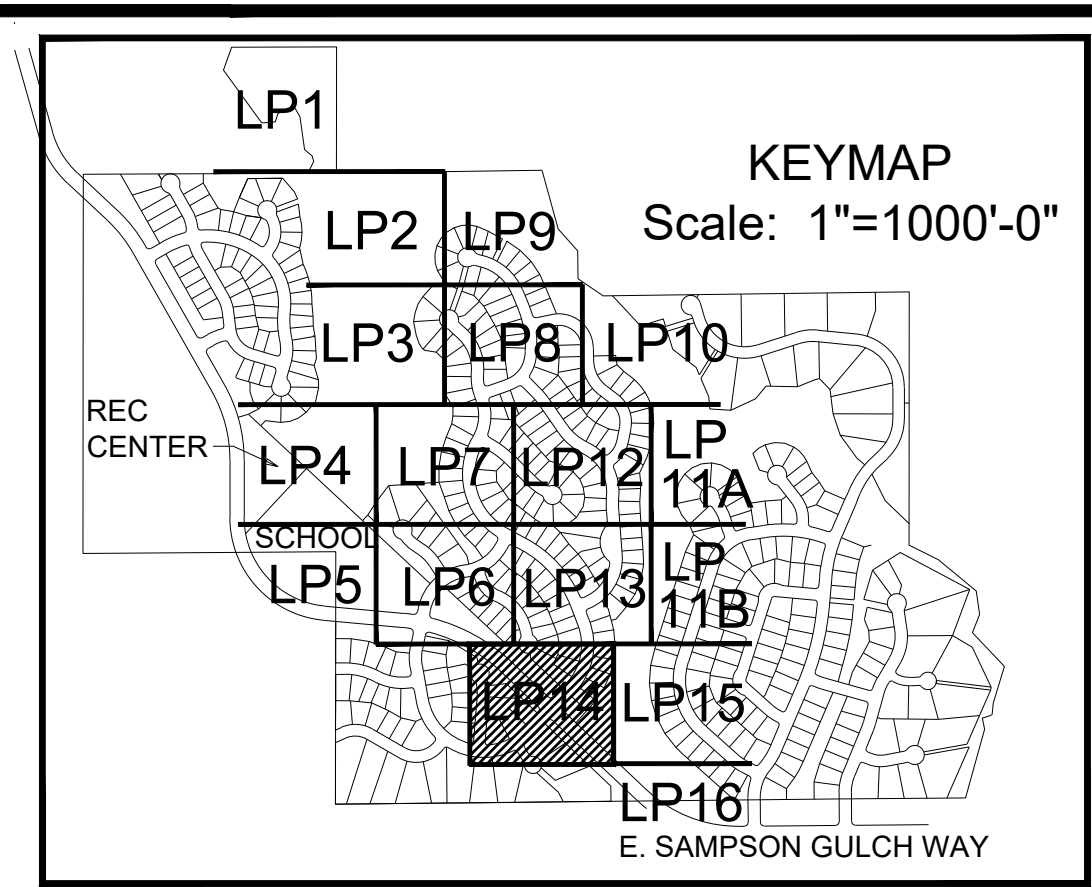 LP1
KEYMAP
Scale: 1"=1000'-0"
LP2
LP9
LP3
LP8
LP10
REC
CENTER
LP4
LP7
LP12
LP
11A
SCHOOL
LP5
LP6
LP13
LP
11B
LP14
LP15
LP16
E. SAMPSON GULCH WAY